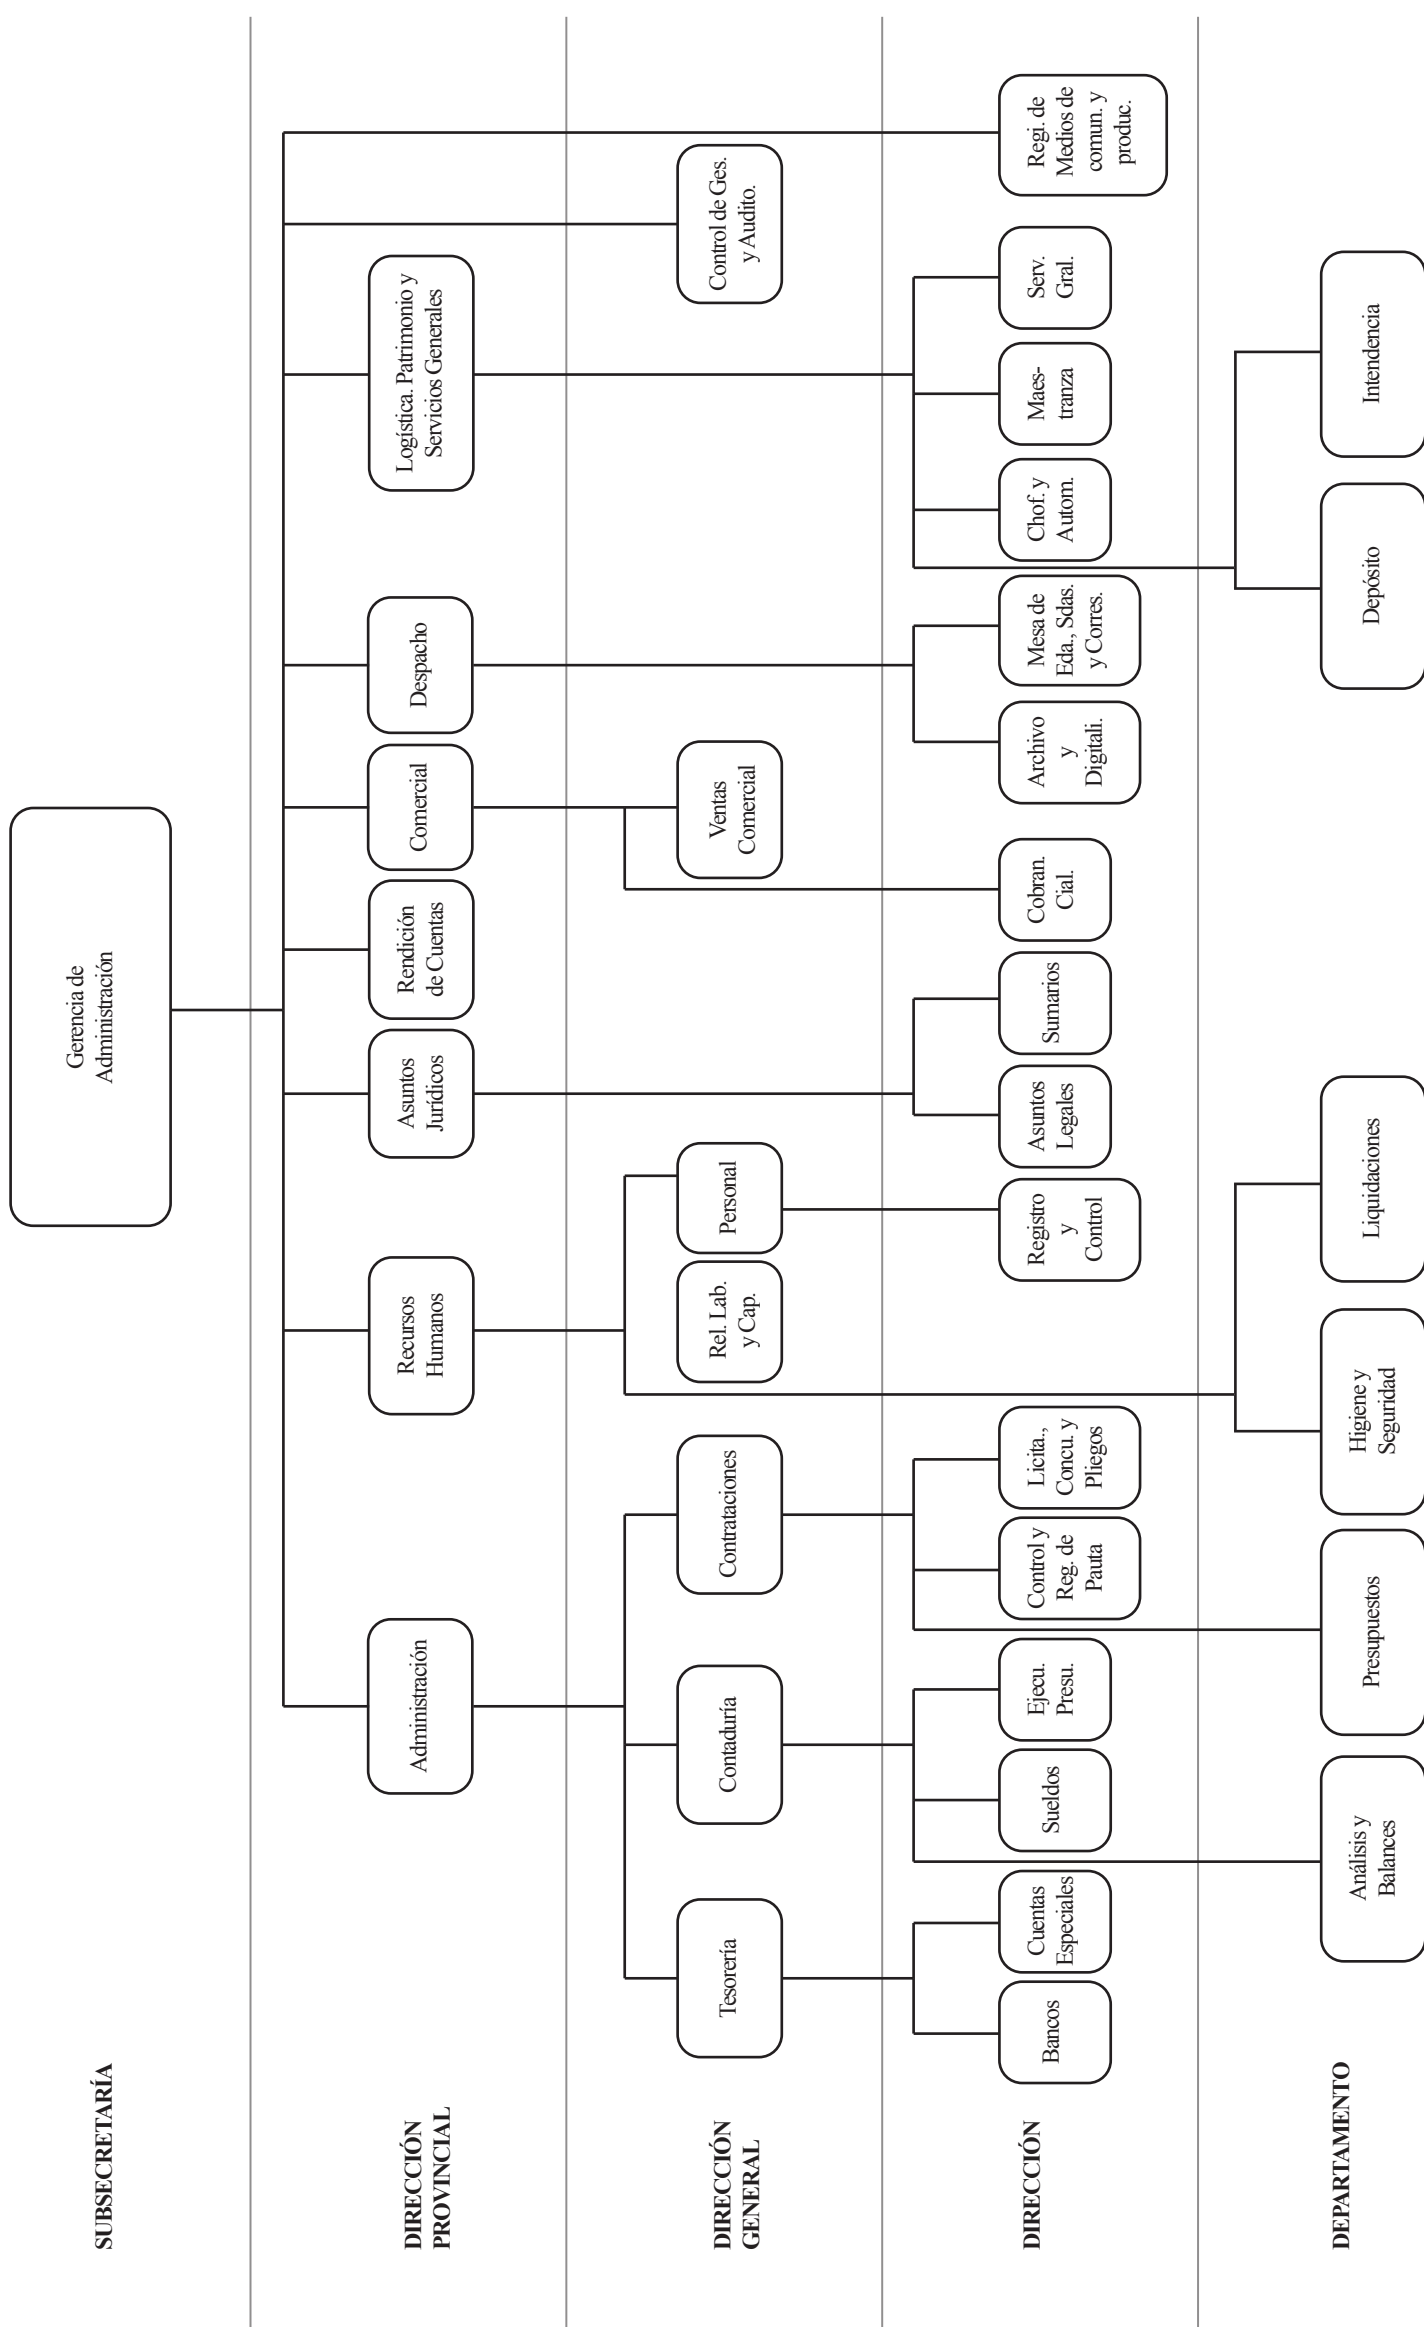 SUBSECRETARÍA
Gerencia de
Administración
DIRECCIÓN
PROVINCIAL
Administración
Recursos
Humanos
Asuntos
Jurídicos
Rendición
de Cuentas
Comercial
Despacho
Logística. Patrimonio y
Servicios Generales
DIRECCIÓN
GENERAL
Tesorería
Contaduría
Contrataciones
Rel. Lab.
y Cap.
Personal
Ventas
Comercial
Control de Ges.
y Audito.
DIRECCIÓN
Bancos
Cuentas
Especiales
Sueldos
Ejecu.
Presu.
Control y
Reg. de
Pauta
Licita.,
Concu. y
Pliegos
Registro
y
Control
Asuntos
Legales
Sumarios
Cobran.
Cial.
Archivo
y
Digitali.
Mesa de
Eda., Sdas.
y Corres.
Chof. y
Autom.
Maes-
tranza
Serv.
Gral.
Regi. de
Medios de
comun. y
produc.
DEPARTAMENTO
Análisis y
Balances
Presupuestos
Higiene y
Seguridad
Liquidaciones
Depósito
Intendencia